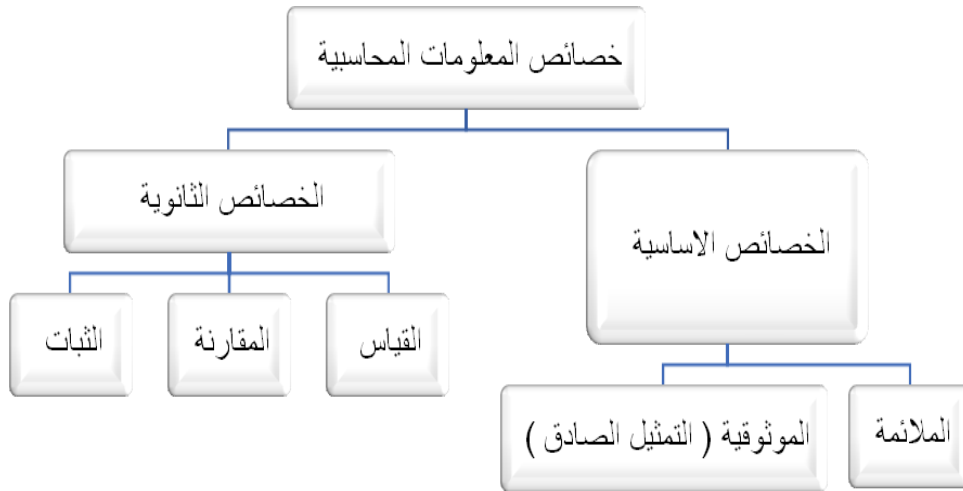 خصائص المعلومات المحاسبية
الخصائص الاساسية
الخصائص الثانوية
الملائمة
الموثوقية ( التمثيل الصادق )
القياس
المقارنة
الثبات